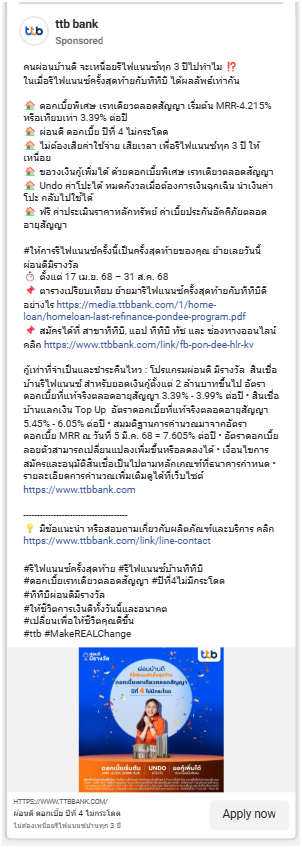 ttb bank
Sponsored
คนผ่อนบ้านดี จะเหนื่อยรีไฟแนนซ์ทุก 3 ปีไปทำไม ⁉️
ในเมื่อรีไฟแนนซ์ครั้งสุดท้ายกับทีทีบี ได้ผลลัพธ์เท่ากัน
🏠 ดอกเบี้ยพิเศษ เรทเดียวตลอดสัญญา เริ่มต้น MRR-4.215%
หรือเทียบเท่า 3.39% ต่อปี
🏠 ผ่อนดี ดอกเบี้ย ปีที่ 4 ไม่กระโดด
🏠 ไม่ต้องเสียค่าใช้จ่าย เสียเวลา เพื่อรีไฟแนนซ์ทุก 3 ปี ให้
เหนื่อย
🏠 ขอวงเงินกู้เพิ่มได้ ด้วยดอกเบี้ยพิเศษ เรทเดียวตลอดสัญญา
🏠 Undo ค่าโปะได้ หมดกังวลเมื่อต้องการเงินฉุกเฉิน นำเงินค่า
โปะ กลับไปใช้ได้
🏠 ฟรี ค่าประเมินราคาหลักทรัพย์ ค่าเบี้ยประกันอัคคีภัยตลอด
อายุสัญญา
#ให้การรีไฟแนนซ์ครั้งนี้เป็นครั้งสุดท้ายของคุณ ย้ายเลยวันนี้
ผ่อนดีมีรางวัล
⏱️ ตั้งแต่ 17 เม.ย. 68 – 31 ส.ค. 68
📌 ตารางเปรียบเทียบ ย้ายมารีไฟแนนซ์ครั้งสุดท้ายกับทีทีบีดี
อย่างไร https://media.ttbbank.com/1/home-
loan/homeloan-last-refinance-pondee-program.pdf
📌 สมัครได้ที่ สาขาทีทีบี, แอป ทีทีบี ทัช และ ช่องทางออนไลน์
คลิก https://www.ttbbank.com/link/fb-pon-dee-hlr-kv
กู้เท่าที่จำเป็นและชำระคืนไหว : โปรแกรมผ่อนดี มีรางวัล สินเชื่อ
บ้านรีไฟแนนซ์ สำหรับยอดเงินกู้ตั้งแต่ 2 ล้านบาทขึ้นไป อัตรา
ดอกเบี้ยที่แท้จริงตลอดอายุสัญญา 3.39% - 3.99% ต่อปี • สินเชื่อ
บ้านแลกเงิน Top Up อัตราดอกเบี้ยที่แท้จริงตลอดอายุสัญญา
5.45% - 6.05% ต่อปี • สมมติฐานการคำนวณมาจากอัตรา
ดอกเบี้ย MRR ณ วันที่ 5 มี.ค. 68 = 7.605% ต่อปี • อัตราดอกเบี้ย
ลอยตัวสามารถเปลี่ยนแปลงเพิ่มขึ้นหรือลดลงได้ • เงื่อนไขการ
สมัครและอนุมัติสินเชื่อเป็นไปตามหลักเกณฑ์ที่ธนาคารกำหนด •
รายละเอียดการคำนวณเพิ่มเติมดูได้ที่เว็บไซต์
https://www.ttbbank.com
------------------------------------
💡 มีข้อแนะนำ หรือสอบถามเกี่ยวกับผลิตภัณฑ์และบริการ คลิก
https://www.ttbbank.com/link/line-contact
#รีไฟแนนซ์ครั้งสุดท้าย #รีไฟแนนซ์บ้านทีทีบี
#ดอกเบี้ยเรทเดียวตลอดสัญญา #ปีที่4ไม่มีกระโดด
#ทีทีบีผ่อนดีมีรางวัล
#ให้ชีวิตการเงินดีทั้งวันนี้และอนาคต
#เปลี่ยนเพื่อให้ชีวิตคุณดีขึ้น
#ttb #MakeREALChange
ผ่อนดี
มีรางวัล
ttb
ผ่อนบ้านดี
รีไฟแนนซ์ครั้งสุดท้าย
ดอกเบี้ยเรทเดียวตลอดสัญญา
ปีที่ 4 ไม่กระโดด
ดอกเบี้ยเริ่มต้น
UNDO
ขอกู้เพิ่มได้
HTTPS://WWW.TTBBANK.COM/
ผ่อนดี ดอกเบี้ย ปีที่ 4 ไม่กระโดด
ไม่ต้องเหนื่อยรีไฟแนนซ์บ้านทุก 3 ปี
Apply now